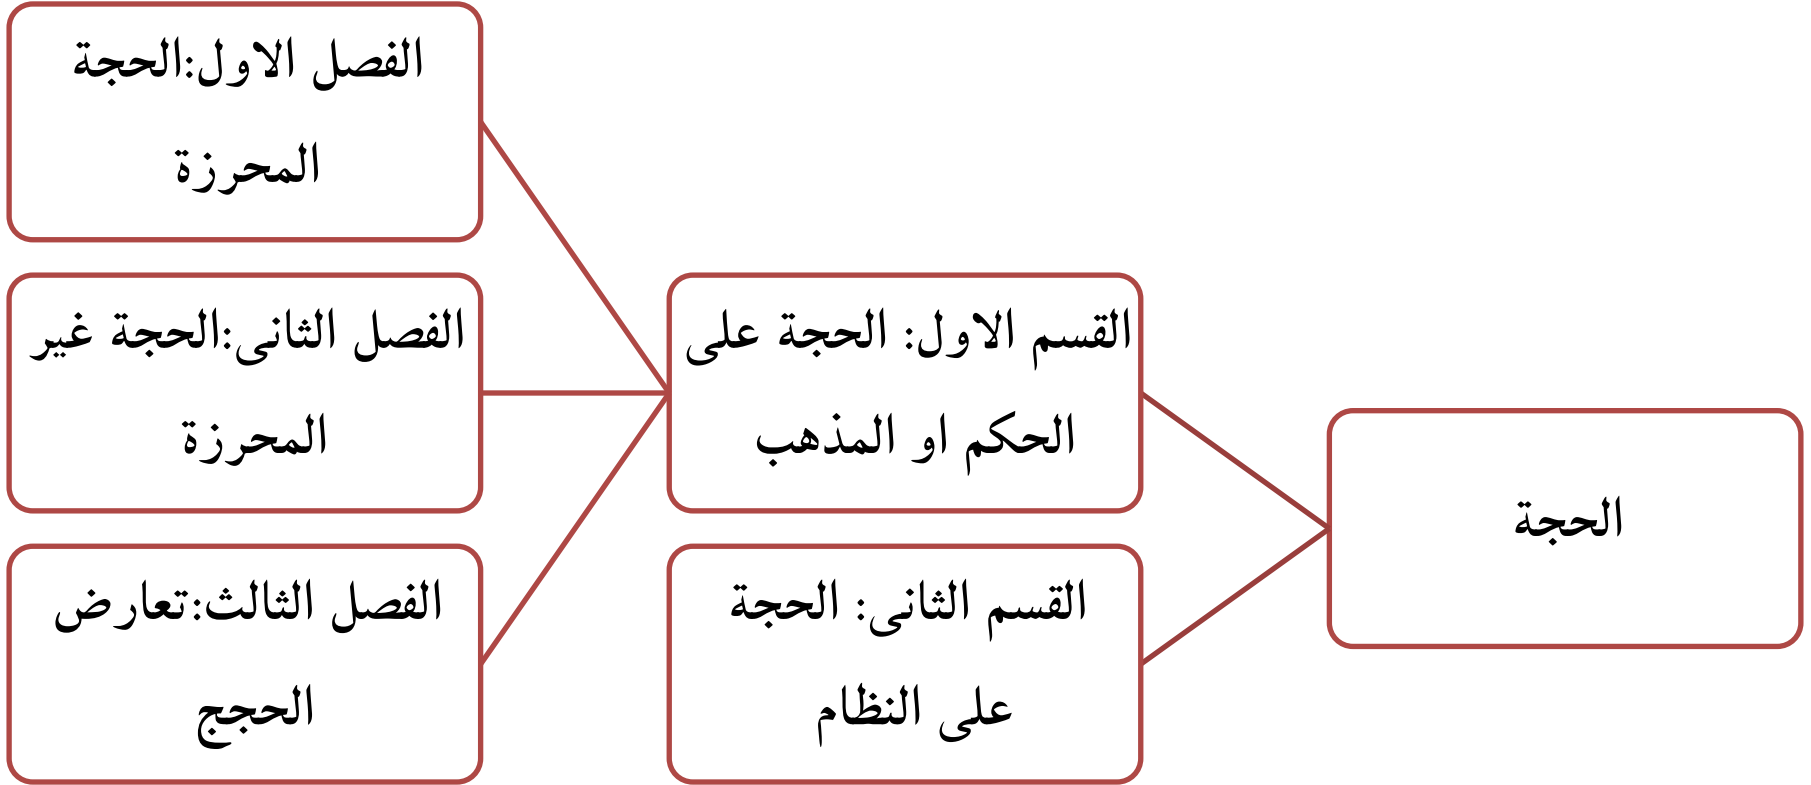 الحجة
القسم الاول: الحجة على
الحكم او المذهب
القسم الثانى: الحجة
على النظام
الفصل الاول:الحجة
المحرزة
الفصل الثانى:الحجة غير
المحرزة
الفصل الثالث:تعارض
الحجج